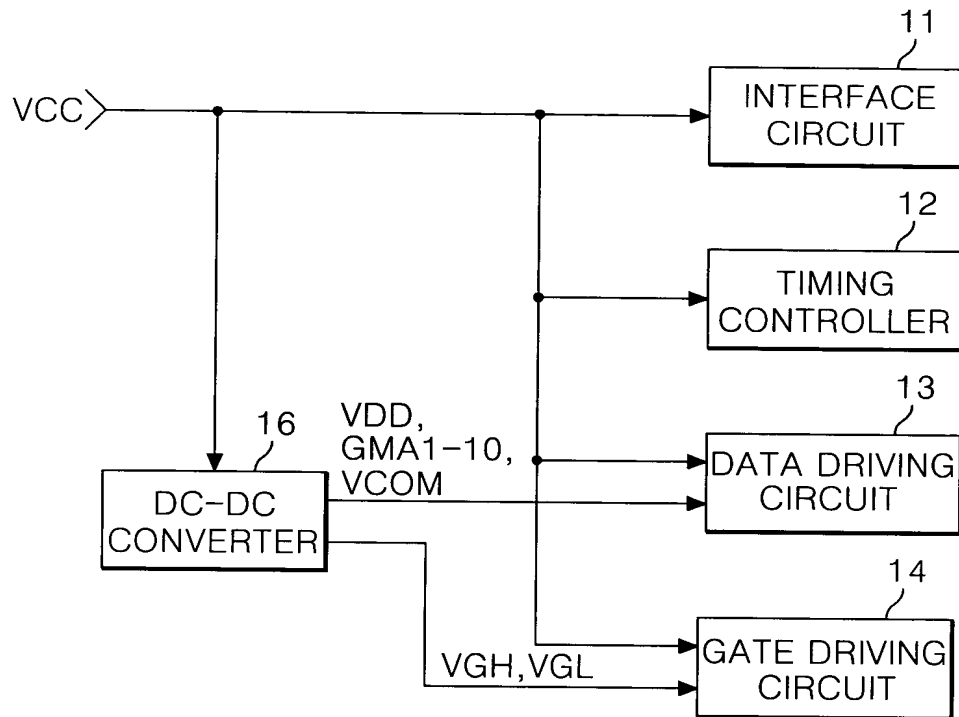 11
VCC
INTERFACE
CIRCUIT
12
TIMING
CONTROLLER
13
VDD,
16
GMA1-10,
VCOM
DATA DRIVING
CIRCUIT
DC-DC
CONVERTER
14
VGH,VGL
GATE DRIVING
CIRCUIT